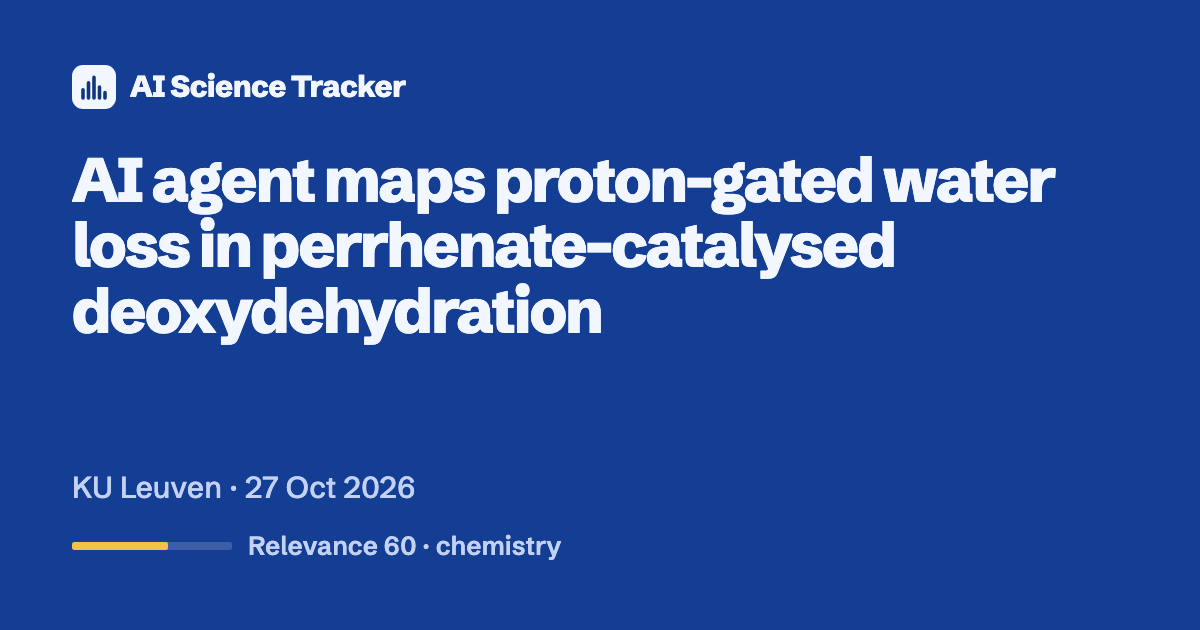 AI Science Tracker
AI agent maps proton-gated water
loss in perrhenate-catalysed
deoxydehydration
KU Leuven · 27 Oct 2026
Relevance 60 · chemistry